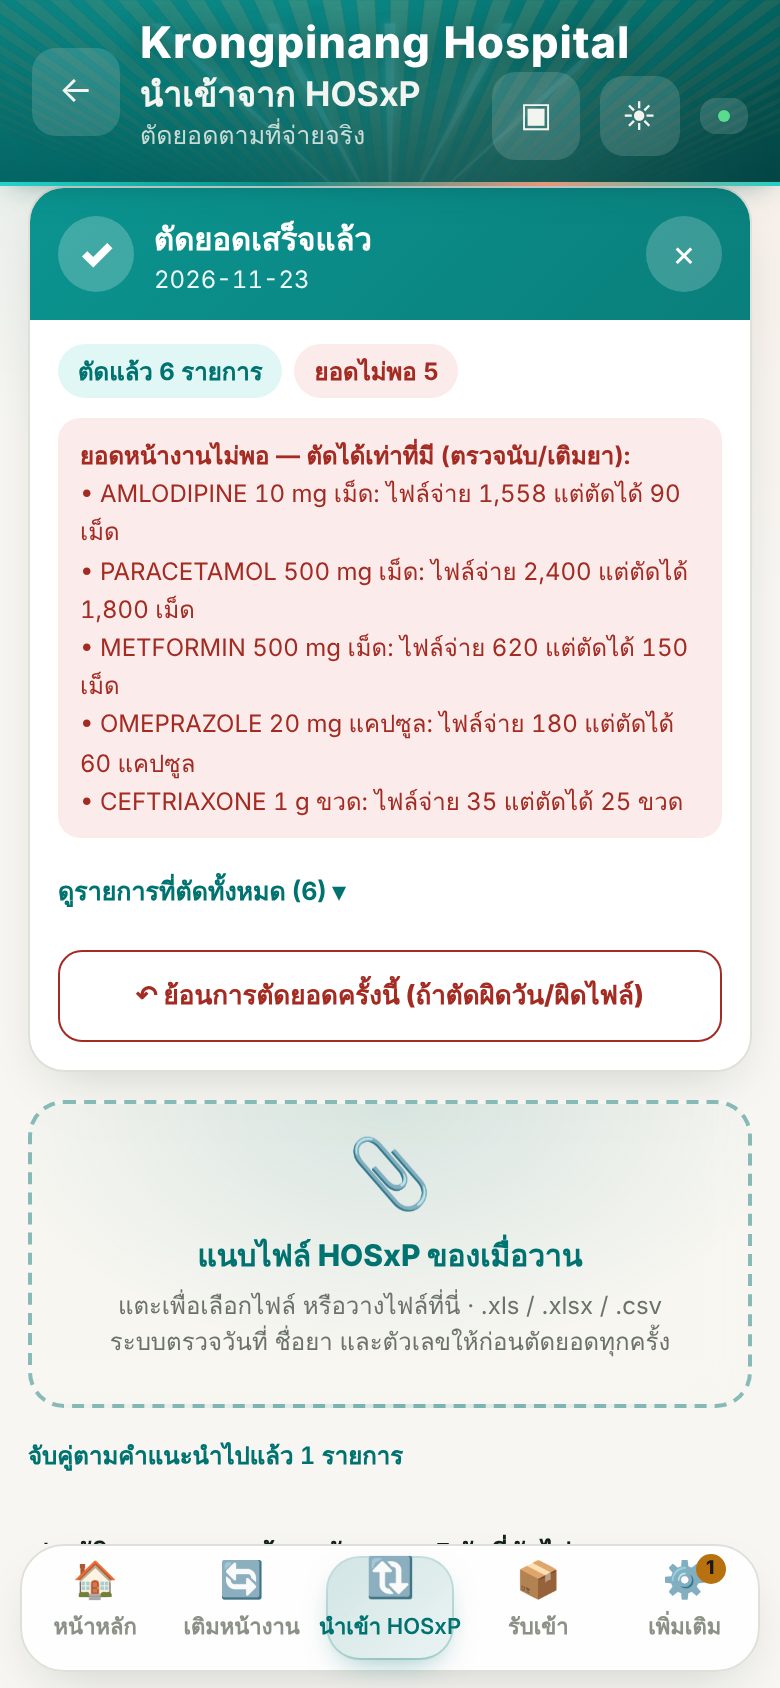 Krongpinang Hospital
←
นำเข้าจาก HOSxP
ตัดยอดตามที่จ่ายจริง
ตัดยอดเสร็จแล้ว
2026-11-23
×
ตัดแล้ว 6 รายการ
ยอดไม่พอ 5
ยอดหน้างานไม่พอ — ตัดได้เท่าที่มี (ตรวจนับ/เติมยา):
• AMLODIPINE 10 mg เม็ด: ไฟล์จ่าย 1,558 แต่ตัดได้ 90
เม็ด
• PARACETAMOL 500 mg เม็ด: ไฟล์จ่าย 2,400 แต่ตัดได้
1,800 เม็ด
• METFORMIN 500 mg เม็ด: ไฟล์จ่าย 620 แต่ตัดได้ 150
เม็ด
• OMEPRAZOLE 20 mg แคปซูล: ไฟล์จ่าย 180 แต่ตัดได้
60 แคปซูล
• CEFTRIAXONE 1 g ขวด: ไฟล์จ่าย 35 แต่ตัดได้ 25 ขวด
ดูรายการที่ตัดทั้งหมด (6) ▾
↶ ย้อนการตัดยอดครั้งนี้ (ถ้าตัดผิดวัน/ผิดไฟล์)
แนบไฟล์ HOSxP ของเมื่อวาน
แตะเพื่อเลือกไฟล์ หรือวางไฟล์ที่นี่ · .xls / .xlsx / .csv
ระบบตรวจวันที่ ชื่อยา และตัวเลขให้ก่อนตัดยอดทุกครั้ง
จับคู่ตามคำแนะนำไปแล้ว 1 รายการ
1
หน้าหลัก
เติมหน้างาน
นำเข้า HOSxP
รับเข้า
เพิ่มเติม